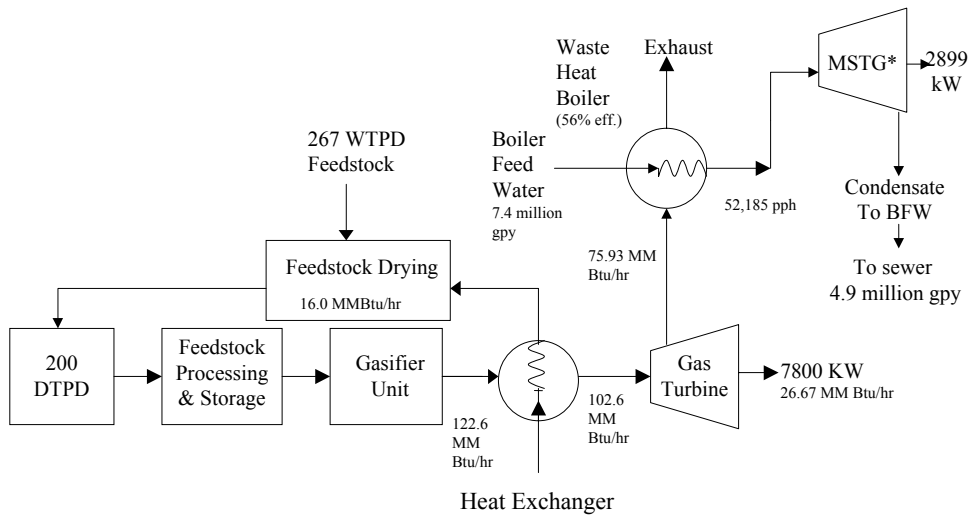 Waste
Heat
Boiler
(56% eff.)
Exhaust
MSTG*
2899
kW
267 WTPD
Feedstock
Boiler
Feed
Water
7.4 million
gpy
52,185 pph
Condensate
To BFW
To sewer
4.9 million gpy
75.93 MM
Btu/hr
Feedstock Drying
16.0 MMBtu/hr
200
DTPD
Feedstock
Processing
& Storage
Gasifier
Unit
122.6
MM
Btu/hr
102.6
MM
Btu/hr
Gas
Turbine
7800 KW
26.67 MM Btu/hr
Heat Exchanger